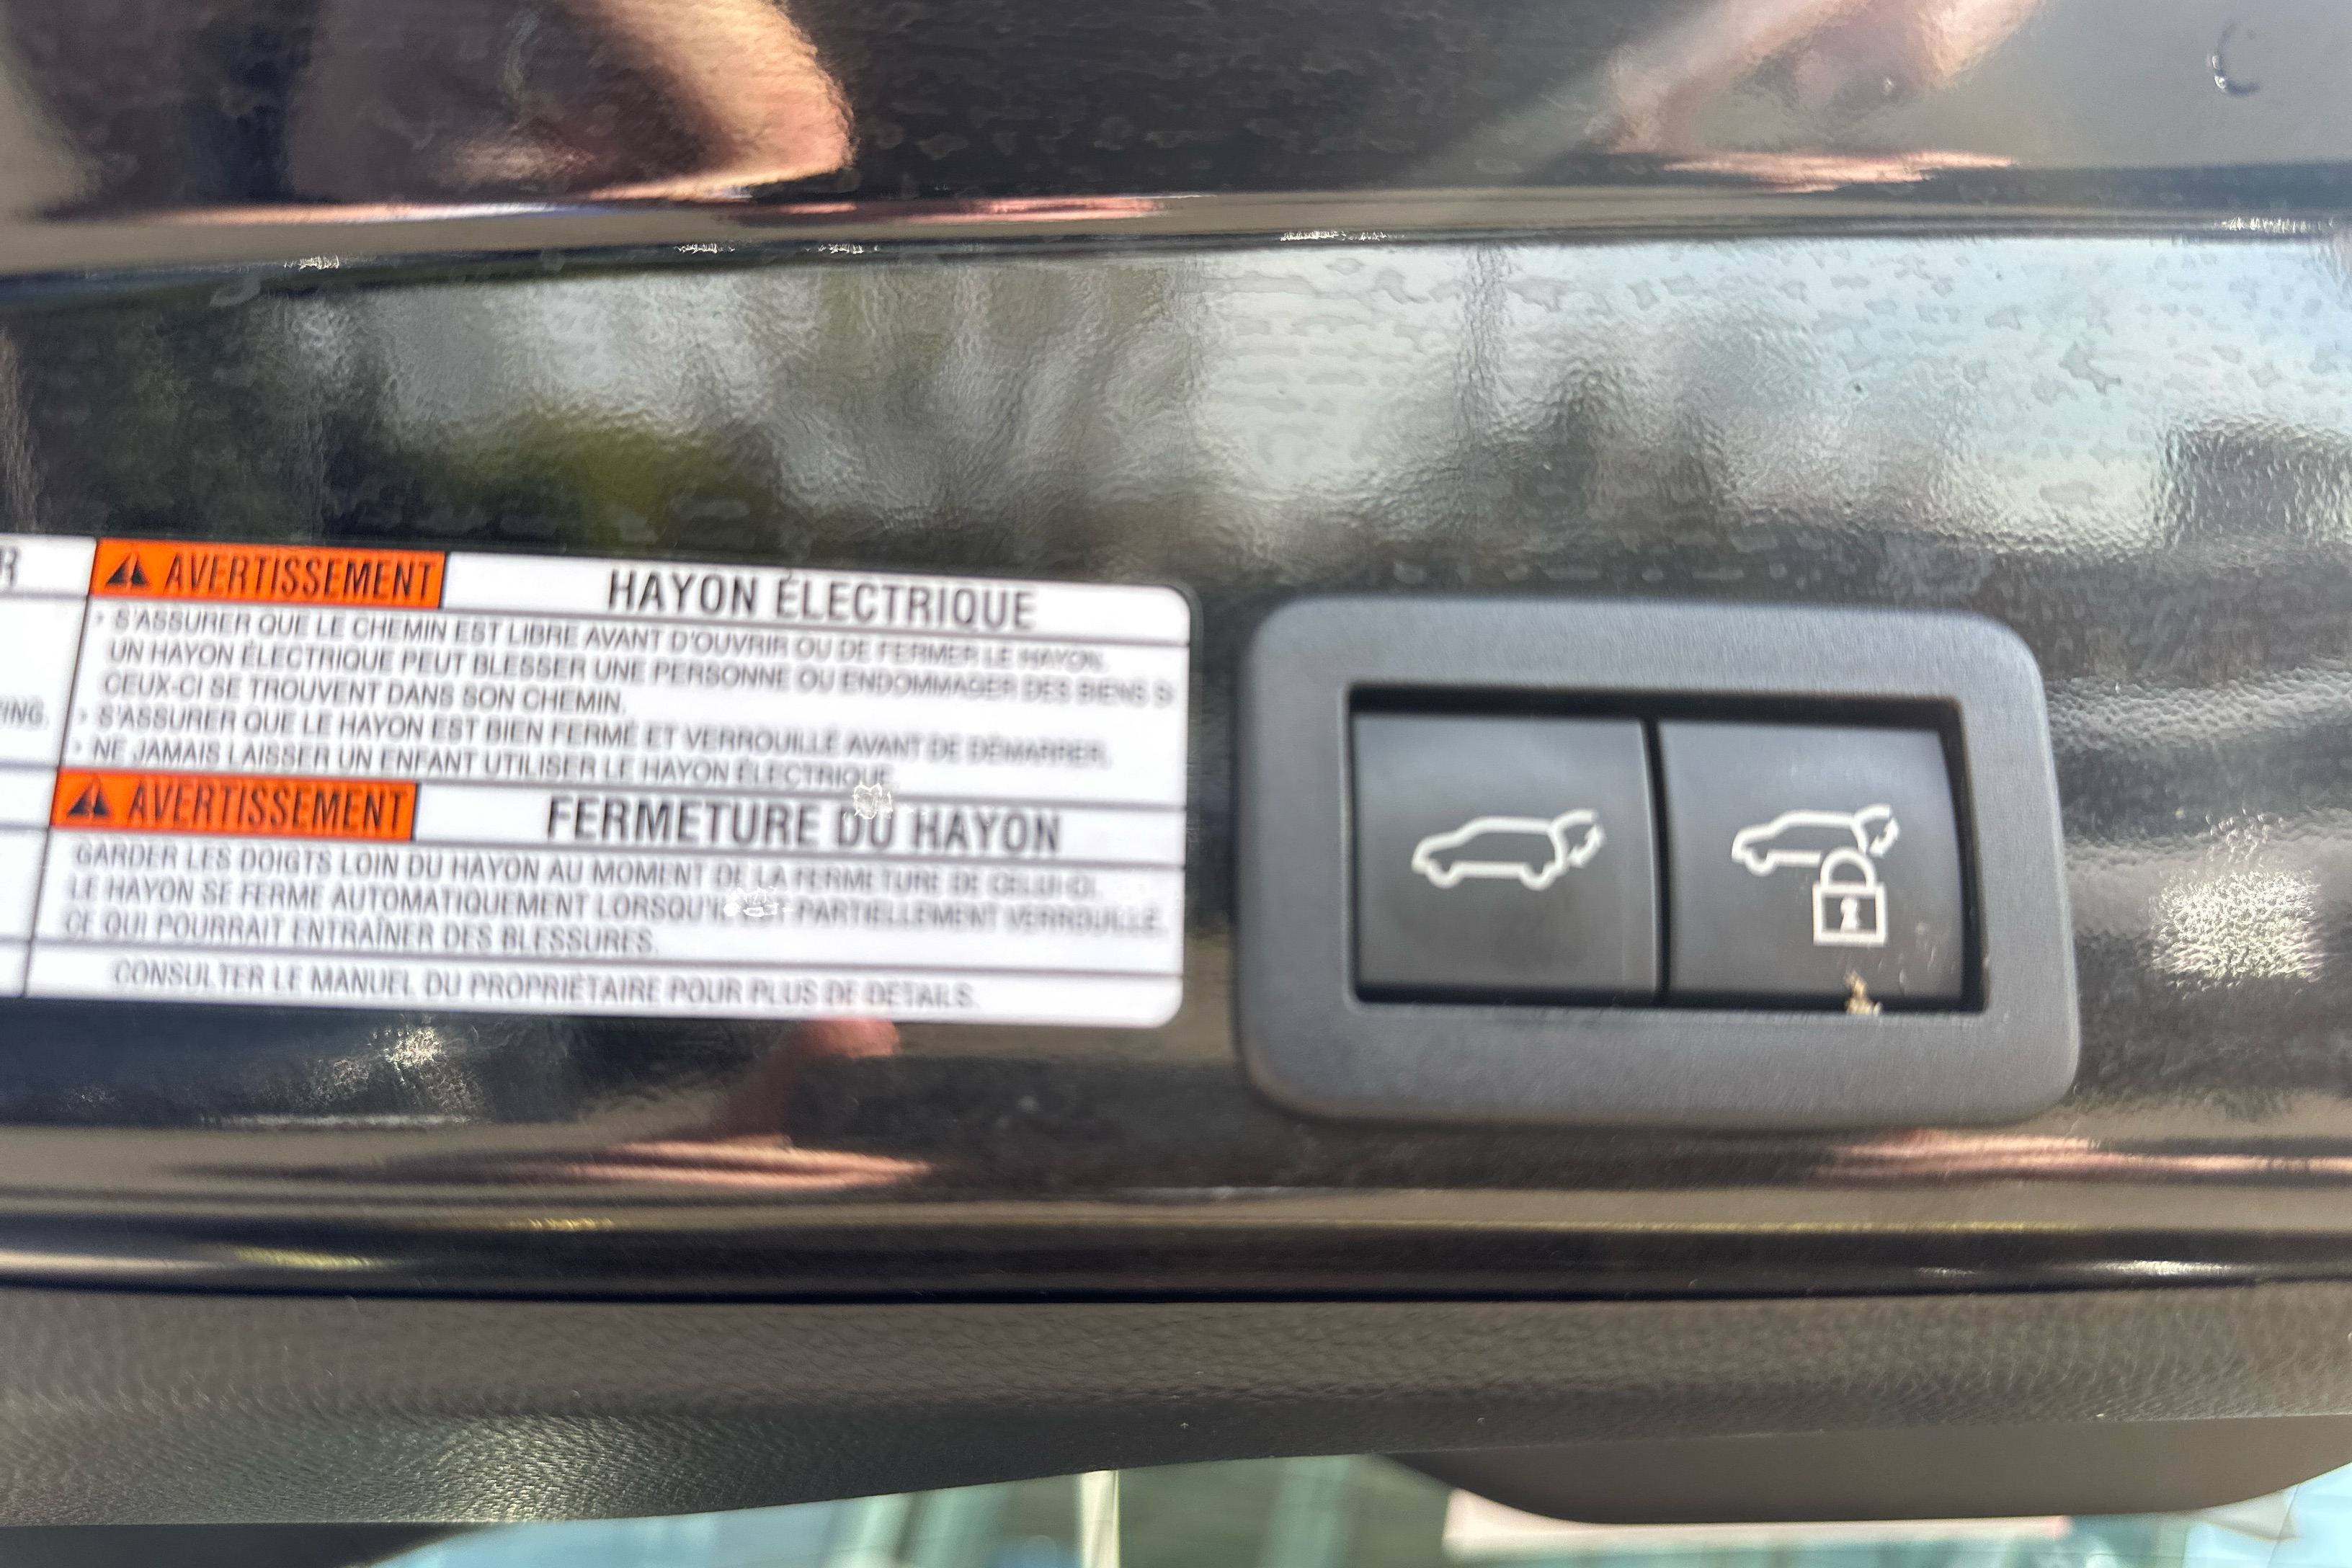 R
ING.
AVERTISSEMENT HAYON ÉLECTRIQUE
› S'ASSURER QUE LE CHEMIN EST LIBRE AVANT D'OUVRIR OU DE FERMER LE HAYON.
UN HAYON ÉLECTRIQUE PEUT BLESSER UNE PERSONNE OU ENDOMMAGER DES BIENS SI
CEUX-CI SE TROUVENT DANS SON CHEMIN.
› S'ASSURER QUE LE HAYON EST BIEN FERMÉ ET VERROUILLÉ AVANT DE DÉMARRER.
› NE JAMAIS LAISSER UN ENFANT UTILISER LE HAYON ÉLECTRIQUE.
AVERTISSEMENT FERMETURE DU HAYON
GARDER LES DOIGTS LOIN DU HAYON AU MOMENT DE LA FERMETURE DE CELUI-CI.
LE HAYON SE FERME AUTOMATIQUEMENT LORSQU'IL EST PARTIELLEMENT VERROUILLÉ,
CE QUI POURRAIT ENTRAÎNER DES BLESSURES.
CONSULTER LE MANUEL DU PROPRIÉTAIRE POUR PLUS DE DÉTAILS.